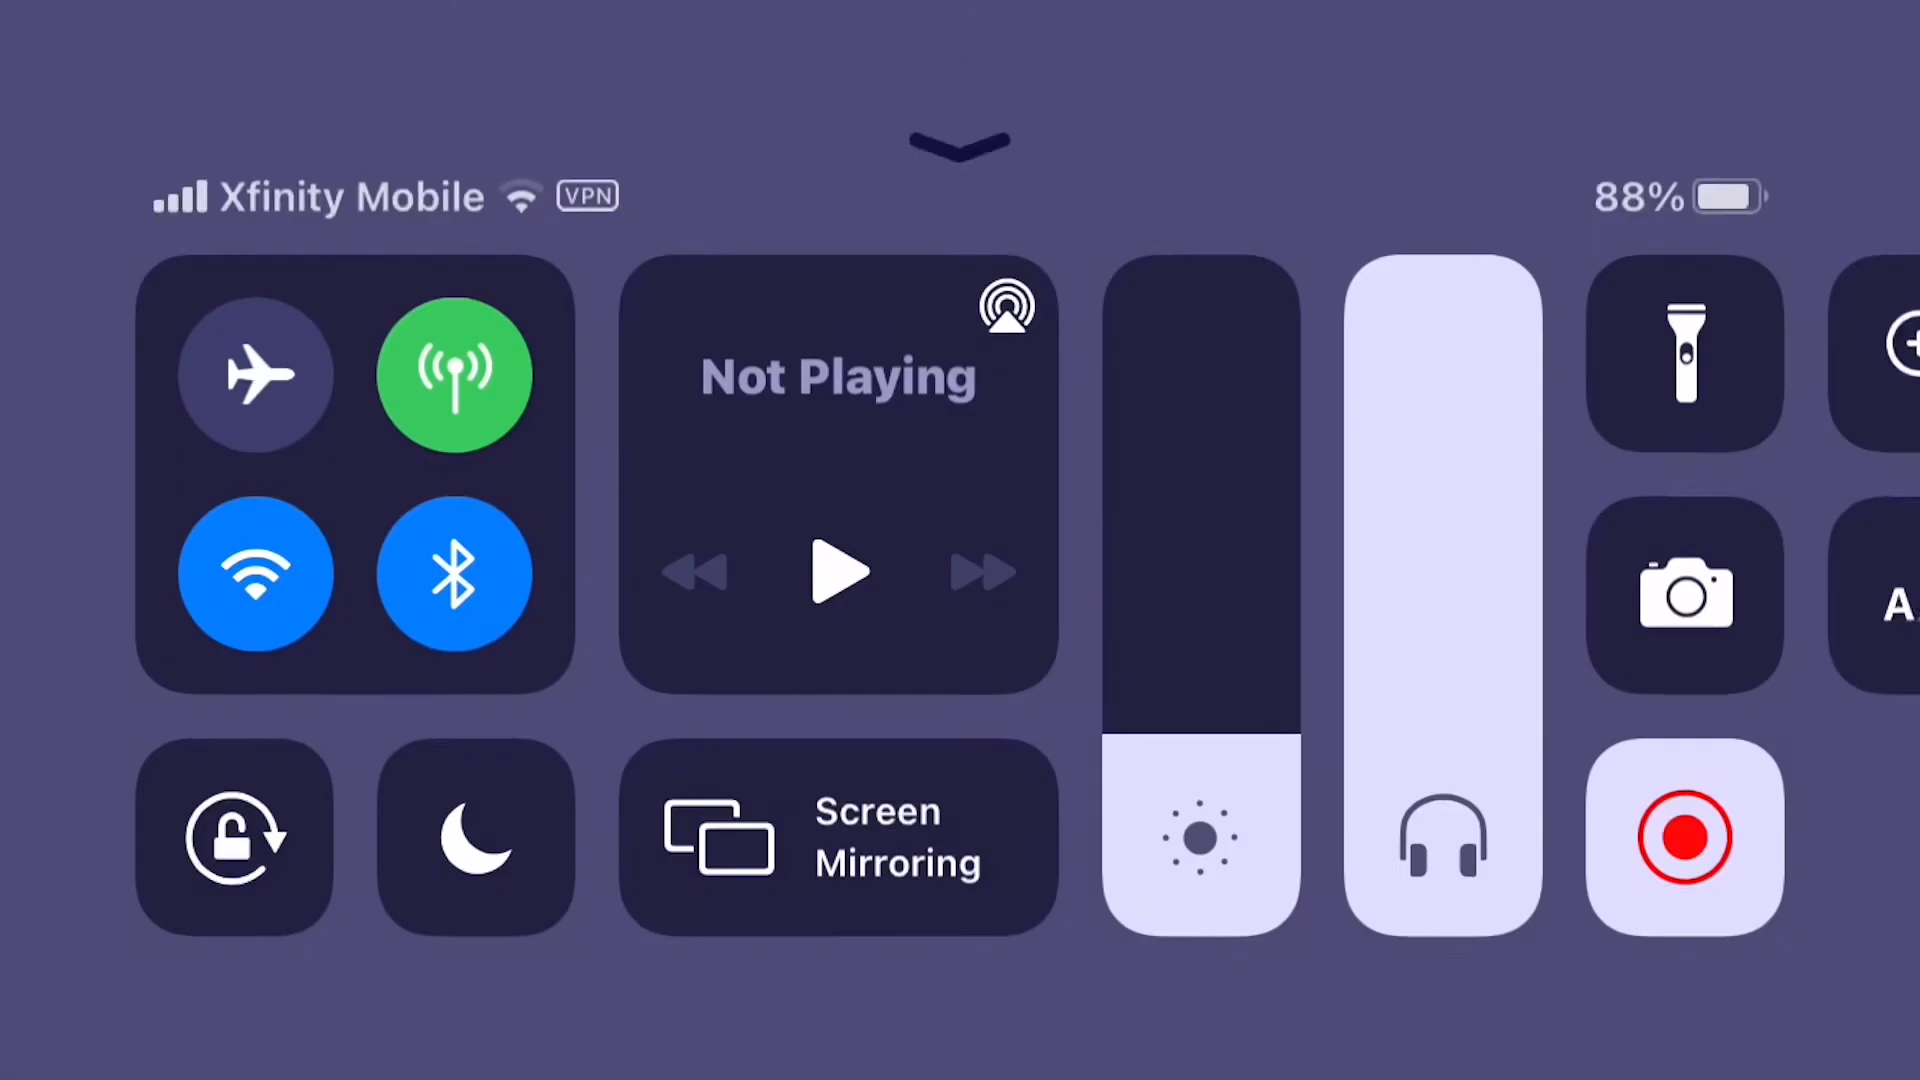 Xfinity Mobile VPN 88%
Not Playing
A
Screen
Mirroring